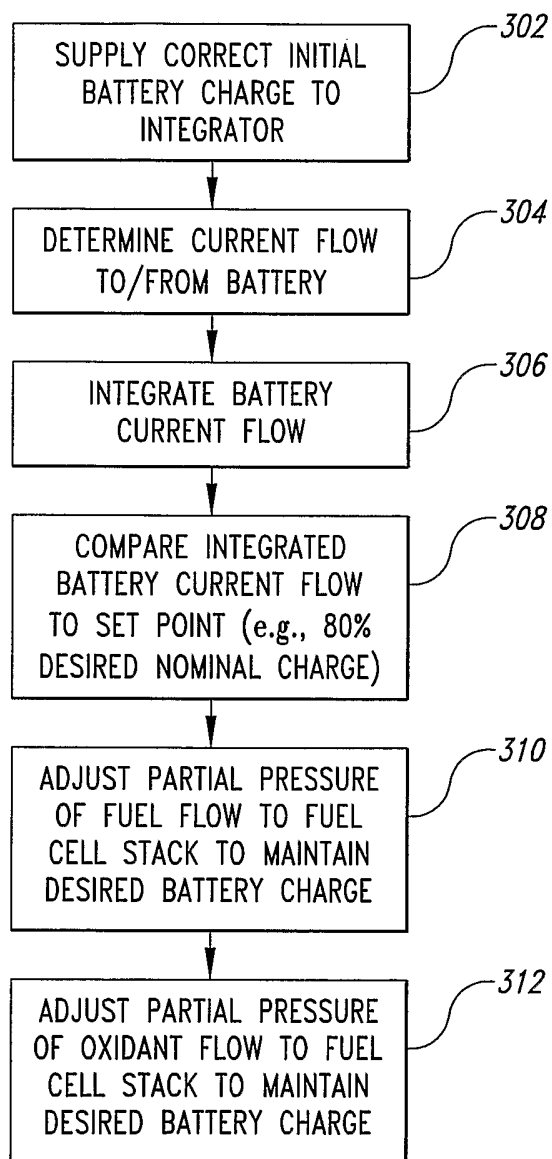 302
SUPPLY CORRECT INITIAL
BATTERY CHARGE TO
INTEGRATOR
304
DETERMINE CURRENT FLOW
TO/FROM BATTERY
306
INTEGRATE BATTERY
CURRENT FLOW
308
COMPARE INTEGRATED
BATTERY CURRENT FLOW
TO SET POINT (e.g., 80%
DESIRED NOMINAL CHARGE)
310
ADJUST PARTIAL PRESSURE
OF FUEL FLOW TO FUEL
CELL STACK TO MAINTAIN
DESIRED BATTERY CHARGE
312
ADJUST PARTIAL PRESSURE
OF OXIDANT FLOW TO FUEL
CELL STACK TO MAINTAIN
DESIRED BATTERY CHARGE